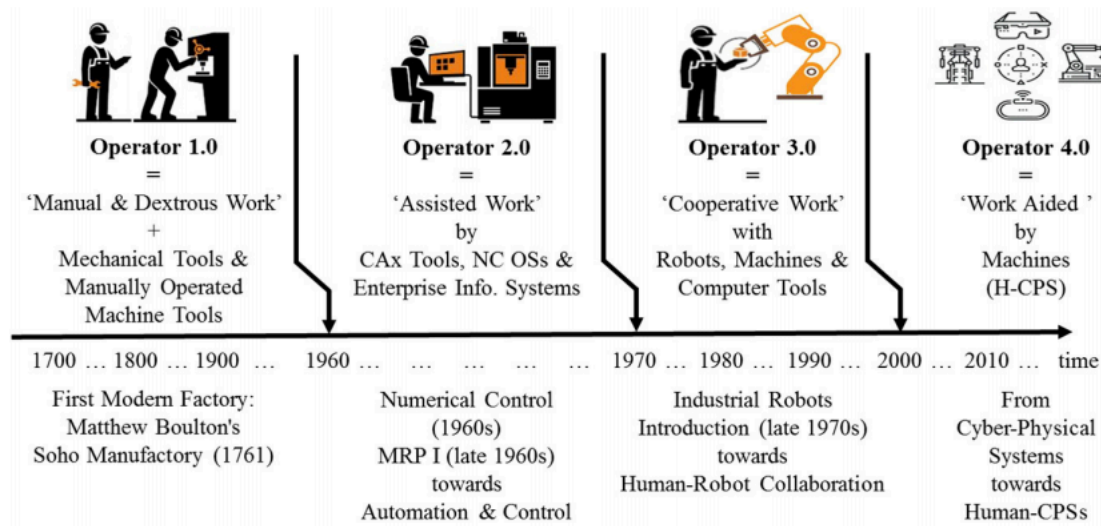 Operator 1.0
=
‘Manual & Dextrous Work’
+
Mechanical Tools &
Manually Operated
Machine Tools
Operator 2.0
=
‘Assisted Work’
by
CAx Tools, NC OSs &
Enterprise Info. Systems
Operator 3.0
=
‘Cooperative Work’
with
Robots, Machines &
Computer Tools
Operator 4.0
=
‘Work Aided ’
by
Machines
(H-CPS)
1700 … 1800 … 1900 … … 1960 … … … … … … 1970 … 1980 … 1990 … 2000 … 2010 … time
First Modern Factory:
Matthew Boulton's
Soho Manufactory (1761)
Numerical Control
(1960s)
MRP I (late 1960s)
towards
Automation & Control
Industrial Robots
Introduction (late 1970s)
towards
Human-Robot Collaboration
From
Cyber-Physical
Systems
towards
Human-CPSs